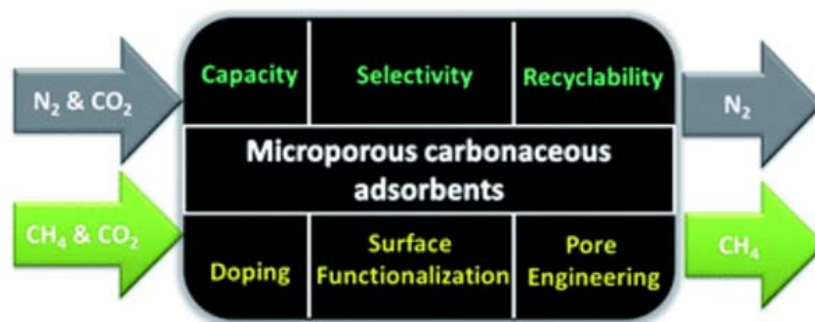 Capacity
Selectivity
Recyclability
N₂ & CO₂
N₂
Microporous carbonaceous
adsorbents
CH₄ & CO₂
CH₄
Doping
Surface
Functionalization
Pore
Engineering